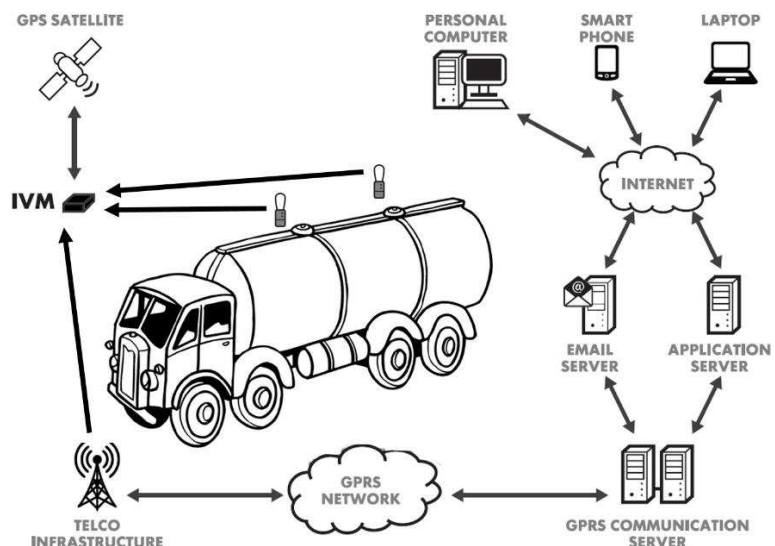 GPS SATELLITE
PERSONAL
COMPUTER
SMART
PHONE
LAPTOP
IVM
INTERNET
@
EMAIL
SERVER
APPLICATION
SERVER
TELCO
INFRASTRUCTURE
GPRS
NETWORK
GPRS COMMUNICATION
SERVER